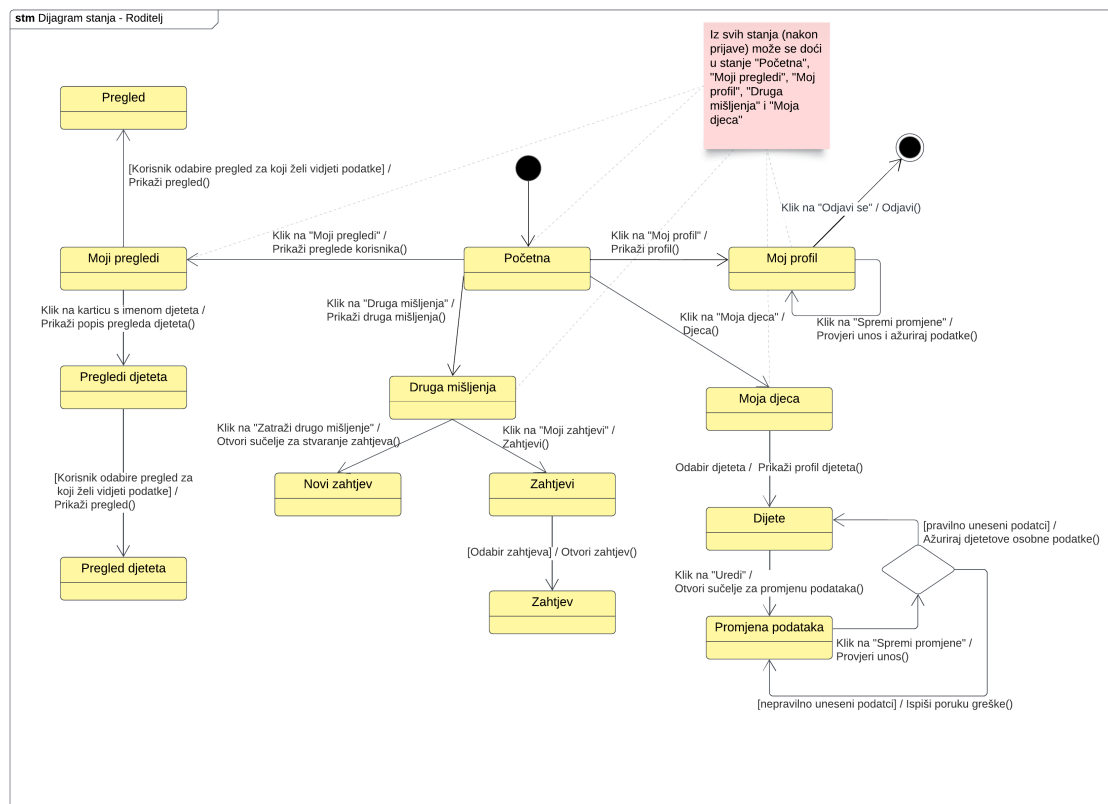 stm Dijagram stanja - Roditelj
Iz svih stanja (nakon
prijave) može se doći
u stanje "Početna",
"Moji pregledi", "Moj
profil", "Druga
mišljenja" i "Moja
djeca"
Pregled
[Korisnik odabire pregled za koji želi vidjeti podatke] /
Prikaži pregled()
Klik na "Odjavi se" / Odjavi()
Klik na "Moji pregledi" /
Prikaži preglede korisnika()
Klik na "Moj profil" /
Prikaži profil()
Moji pregledi
Početna
Moj profil
Klik na karticu s imenom djeteta /
Prikaži popis pregleda djeteta()
Klik na "Druga mišljenja" /
Prikaži druga mišljenja()
Klik na "Moja djeca" /
Djeca()
Klik na "Spremi promjene" /
Provjeri unos i ažuriraj podatke()
Pregledi djeteta
Druga mišljenja
Moja djeca
Klik na "Zatraži drugo mišljenje" /
Otvori sučelje za stvaranje zahtjeva()
Klik na "Moji zahtjevi" /
Zahtjevi()
Odabir djeteta / Prikaži profil djeteta()
[Korisnik odabire pregled za
koji želi vidjeti podatke] /
Prikaži pregled()
Novi zahtjev
Zahtjevi
Dijete
[pravilno uneseni podatci] /
Ažuriraj djetetove osobne podatke()
[Odabir zahtjeva] / Otvori zahtjev()
Pregled djeteta
Klik na "Uredi" /
Otvori sučelje za promjenu podataka()
Zahtjev
Promjena podataka
Klik na "Spremi promjene" /
Provjeri unos()
[nepravilno uneseni podatci] / Ispiši poruku greške()